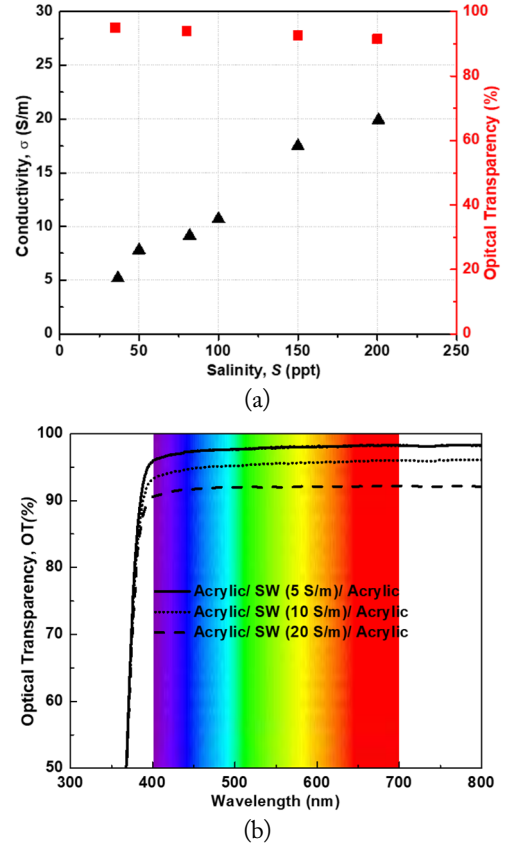 30
25
20
15
10
5
0
Conductivity, σ (S/m)
100
80
60
40
20
0
Opitcal Transparency (%)
0 50 100 150 200 250
Salinity, S (ppt)
(a)
100
90
80
70
60
50
Optical Transparency, OT(%)
Acrylic/ SW (5 S/m)/ Acrylic
Acrylic/ SW (10 S/m)/ Acrylic
Acrylic/ SW (20 S/m)/ Acrylic
300 400 500 600 700 800
Wavelength (nm)
(b)